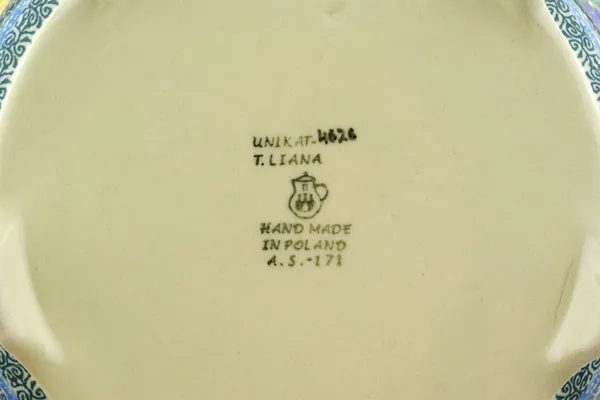 UNIKAT-4626
T. LIANA
HAND MADE
IN POLAND
A. S.-171